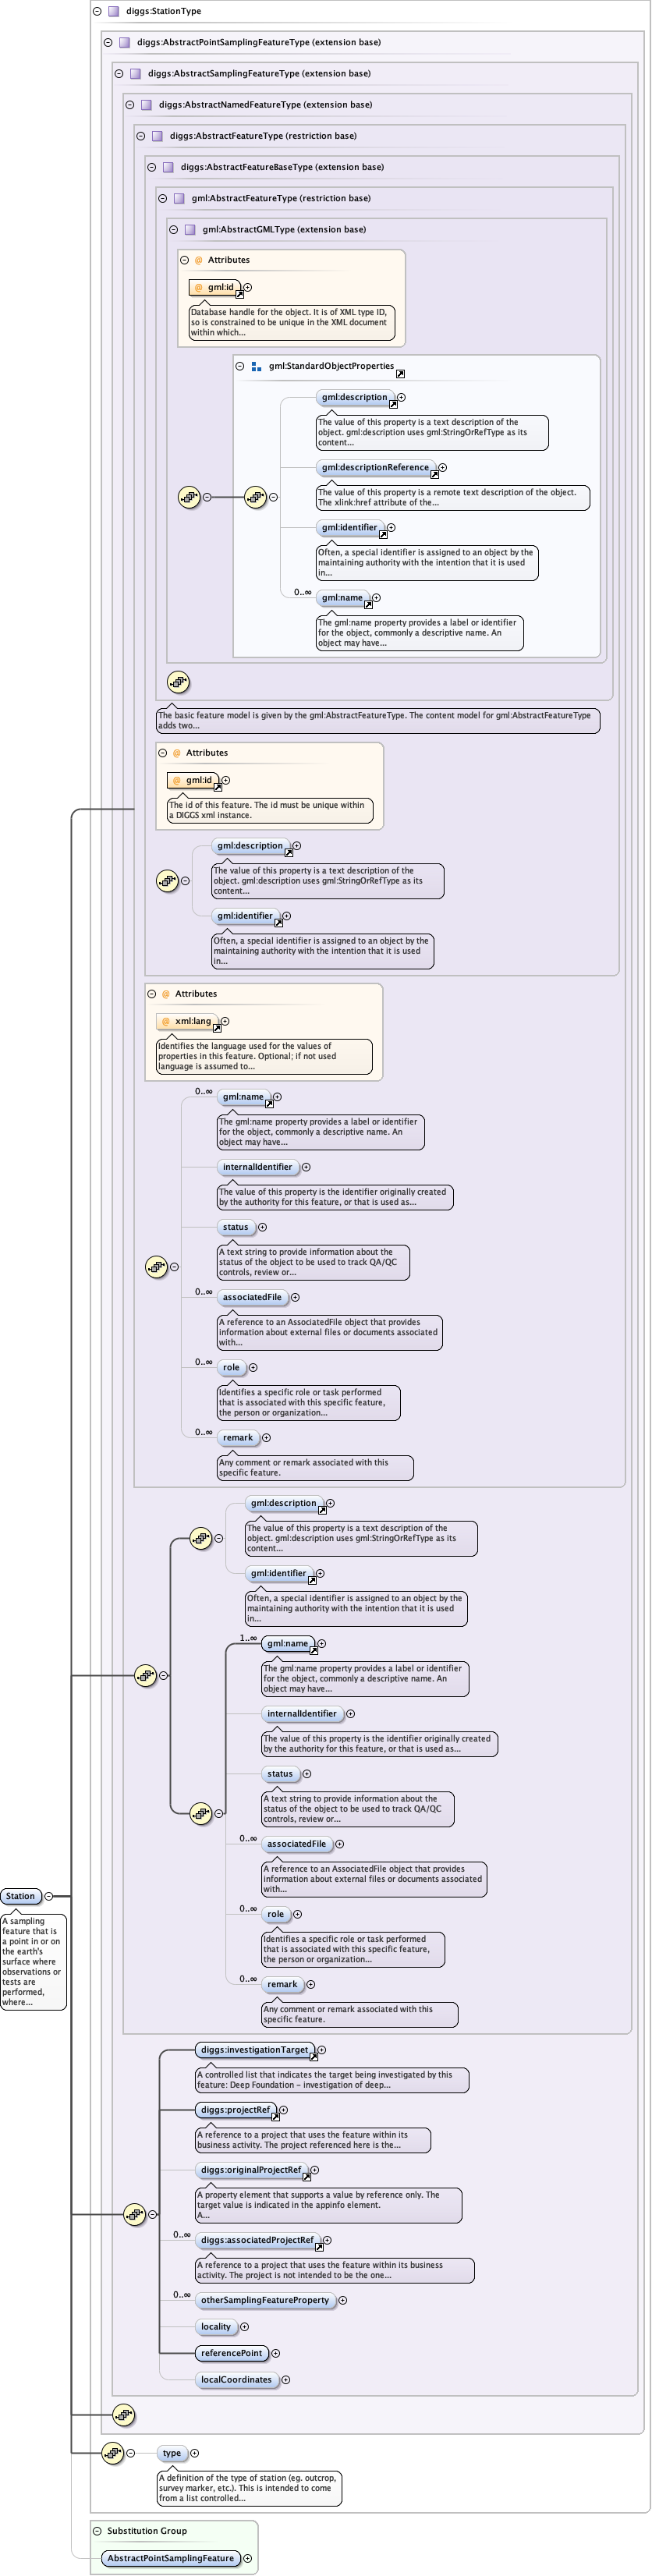 diggs:StationType
diggs:AbstractPointSamplingFeatureType (extension base)
diggs:AbstractSamplingFeatureType (extension base)
diggs:AbstractNamedFeatureType (extension base)
diggs:AbstractFeatureType (restriction base)
diggs:AbstractFeatureBaseType (extension base)
gml:AbstractFeatureType (restriction base)
gml:AbstractGMLType (extension base)
@ Attributes
@ gml:id
Database handle for the object. It is of XML type ID,
so is constrained to be unique in the XML document
within which...
gml:StandardObjectProperties
gml:description
The value of this property is a text description of the
object. gml:description uses gml:StringOrRefType as its
content...
gml:descriptionReference
The value of this property is a remote text description of the object.
The xlink:href attribute of the...
gml:identifier
Often, a special identifier is assigned to an object by the
maintaining authority with the intention that it is used
in...
0..∞
gml:name
The gml:name property provides a label or identifier
for the object, commonly a descriptive name. An
object may have...
The basic feature model is given by the gml:AbstractFeatureType. The content model for gml:AbstractFeatureType
adds two...
@ Attributes
@ gml:id
The id of this feature. The id must be unique within
a DIGGS xml instance.
gml:description
The value of this property is a text description of the
object. gml:description uses gml:StringOrRefType as its
content...
gml:identifier
Often, a special identifier is assigned to an object by the
maintaining authority with the intention that it is used
in...
@ Attributes
@ xml:lang
Identifies the language used for the values of
properties in this feature. Optional; if not used
language is assumed to...
0..∞
gml:name
The gml:name property provides a label or identifier
for the object, commonly a descriptive name. An
object may have...
internalIdentifier
The value of this property is the identifier originally created
by the authority for this feature, or that is used as...
status
A text string to provide information about the
status of the object to be used to track QA/QC
controls, review or...
0..∞
associatedFile
A reference to an AssociatedFile object that provides
information about external files or documents associated
with...
0..∞
role
Identifies a specific role or task performed
that is associated with this specific feature,
the person or organization...
0..∞
remark
Any comment or remark associated with this
specific feature.
gml:description
The value of this property is a text description of the
object. gml:description uses gml:StringOrRefType as its
content...
gml:identifier
Often, a special identifier is assigned to an object by the
maintaining authority with the intention that it is used
in...
1..∞
gml:name
The gml:name property provides a label or identifier
for the object, commonly a descriptive name. An
object may have...
internalIdentifier
The value of this property is the identifier originally created
by the authority for this feature, or that is used as...
status
A text string to provide information about the
status of the object to be used to track QA/QC
controls, review or...
0..∞
associatedFile
A reference to an AssociatedFile object that provides
information about external files or documents associated
with...
0..∞
role
Identifies a specific role or task performed
that is associated with this specific feature,
the person or organization...
0..∞
remark
Any comment or remark associated with this
specific feature.
Station
A sampling
feature that is
a point in or on
the earth's
surface where
observations or
tests are
performed,
where...
diggs:investigationTarget
A controlled list that indicates the target being investigated by this
feature: Deep Foundation - investigation of deep...
diggs:projectRef
A reference to a project that uses the feature within its
business activity. The project referenced here is the...
diggs:originalProjectRef
A property element that supports a value by reference only. The
target value is indicated in the appinfo element.
A...
0..∞
diggs:associatedProjectRef
A reference to a project that uses the feature within its business
activity. The project is not intended to be the one...
0..∞
otherSamplingFeatureProperty
locality
referencePoint
localCoordinates
type
A definition of the type of station (eg. outcrop,
survey marker, etc.). This is intended to come
from a list controlled...
Substitution Group
AbstractPointSamplingFeature